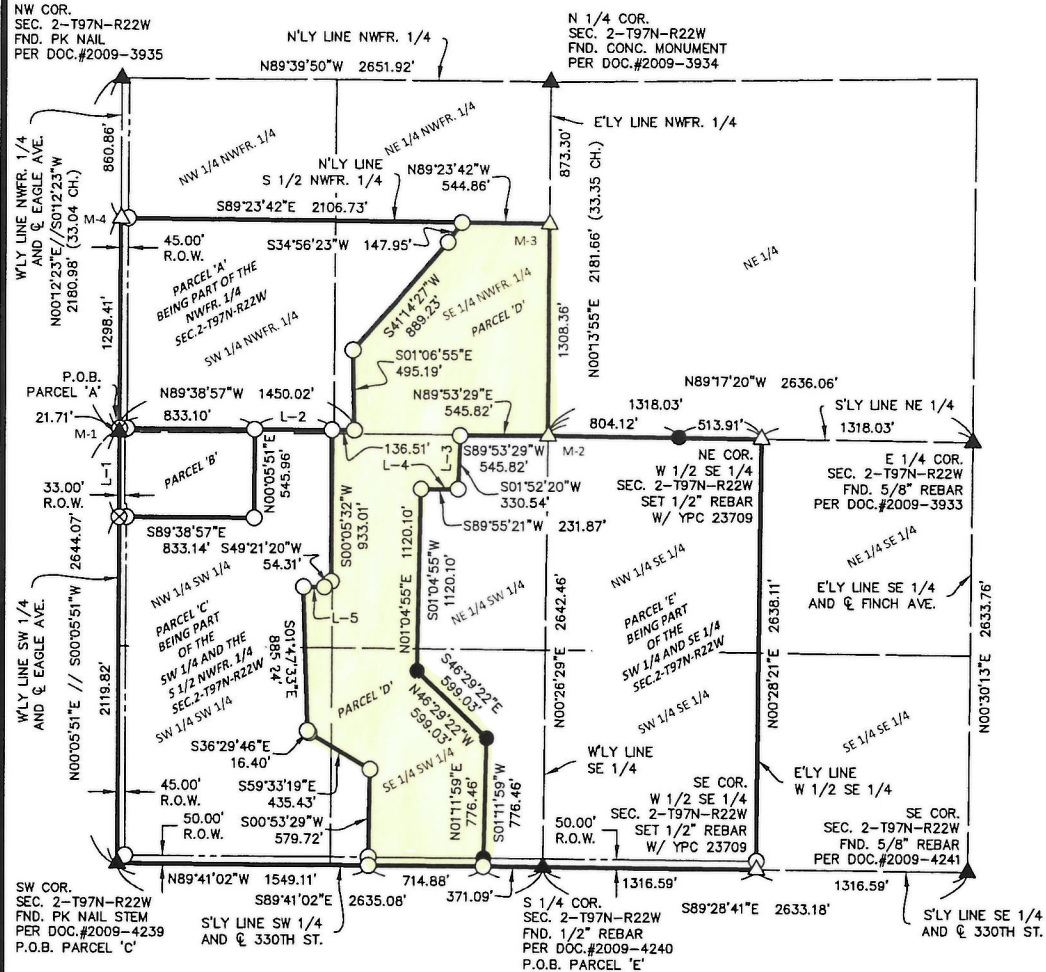 NW COR.
SEC. 2-T97N-R22W
FND. PK NAIL
PER DOC.#2009-3935
N'LY LINE NWFR. 1/4
N89°39'50"W 2651.92'
N 1/4 COR.
SEC. 2-T97N-R22W
FND. CONC. MONUMENT
PER DOC.#2009-3934
W'LY LINE NWFR. 1/4
AND ℄ EAGLE AVE.
N00°12'23"E//S0°12'23"W
2180.98' (33.04 CH.)
860.86'
NW 1/4 NWFR. 1/4
NE 1/4 NWFR. 1/4
E'LY LINE NWFR. 1/4
873.30'
N'LY LINE
S 1/2 NWFR. 1/4
N89°23'42"W
544.86'
S89°23'42"E 2106.73'
M-4
M-3
45.00'
R.O.W.
S34°56'23"W 147.95'
PARCEL 'A'
BEING PART OF THE
NWFR. 1/4
SEC.2-T97N-R22W
SW 1/4 NWFR. 1/4
1298.41'
S41°14'27"W
889.23'
SE 1/4 NWFR. 1/4
PARCEL 'D'
1308.36'
N00°13'55"E 2181.66' (33.35 CH.)
NE 1/4
S01°06'55"E
495.19'
P.O.B.
PARCEL 'A'
21.71'
M-1
N89°38'57"W 1450.02'
833.10'
L-2
N89°53'29"E
545.82'
N89°17'20"W 2636.06'
1318.03'
804.12'
513.91'
S'LY LINE NE 1/4
1318.03'
M-2
L-1
33.00'
R.O.W.
PARCEL 'B'
N00°05'51"E
545.96'
136.51'
L-4
L-3
S89°53'29"W
545.82'
S01°52'20"W
330.54'
S89°55'21"W 231.87'
NE COR.
W 1/2 SE 1/4
SEC. 2-T97N-R22W
SET 1/2" REBAR
W/ YPC 23709
E 1/4 COR.
SEC. 2-T97N-R22W
FND. 5/8" REBAR
PER DOC.#2009-3933
S89°38'57"E
833.14'
S49°21'20"W
54.31'
S00°05'32"W
933.01'
L-5
N01°04'55"E 1120.10'
S01°04'55"W
1120.10'
W'LY LINE SW 1/4
AND ℄ EAGLE AVE.
N00°05'51"E // S00°05'51"W 2644.07'
2119.82'
NW 1/4 SW 1/4
PARCEL 'C'
BEING PART
OF THE
SW 1/4 AND THE
S 1/2 NWFR. 1/4
SEC.2-T97N-R22W
SW 1/4 SW 1/4
S01°47'33"E
885.24'
NE 1/4 SW 1/4
N00°26'29"E 2642.46'
NW 1/4 SE 1/4
PARCEL 'E'
BEING PART
OF THE
SW 1/4 AND SE 1/4
SEC.2-T97N-R22W
SW 1/4 SE 1/4
N00°28'21"E 2638.11'
NE 1/4 SE 1/4
E'LY LINE SE 1/4
AND ℄ FINCH AVE.
N00°30'13"E 2633.76'
PARCEL 'D'
S46°29'22"E
599.03'
N46°29'22"W
599.03'
SE 1/4 SW 1/4
S36°29'46"E
16.40'
S59°33'19"E
435.43'
S00°53'29"W
579.72'
N01°11'59"E
776.46'
S01°11'59"W
776.46'
W'LY LINE
SE 1/4
SE 1/4 SE 1/4
E'LY LINE
W 1/2 SE 1/4
45.00'
R.O.W.
50.00'
R.O.W.
50.00'
R.O.W.
SE COR.
W 1/2 SE 1/4
SEC. 2-T97N-R22W
SET 1/2" REBAR
W/ YPC 23709
SE COR.
SEC. 2-T97N-R22W
FND. 5/8" REBAR
PER DOC.#2009-4241
N89°41'02"W 1549.11'
714.88'
371.09'
1316.59'
1316.59'
S89°41'02"E 2635.08'
S89°28'41"E 2633.18'
SW COR.
SEC. 2-T97N-R22W
FND. PK NAIL STEM
PER DOC.#2009-4239
P.O.B. PARCEL 'C'
S'LY LINE SW 1/4
AND ℄ 330TH ST.
S 1/4 COR.
SEC. 2-T97N-R22W
FND. 1/2" REBAR
PER DOC.#2009-4240
P.O.B. PARCEL 'E'
S'LY LINE SE 1/4
AND ℄ 330TH ST.